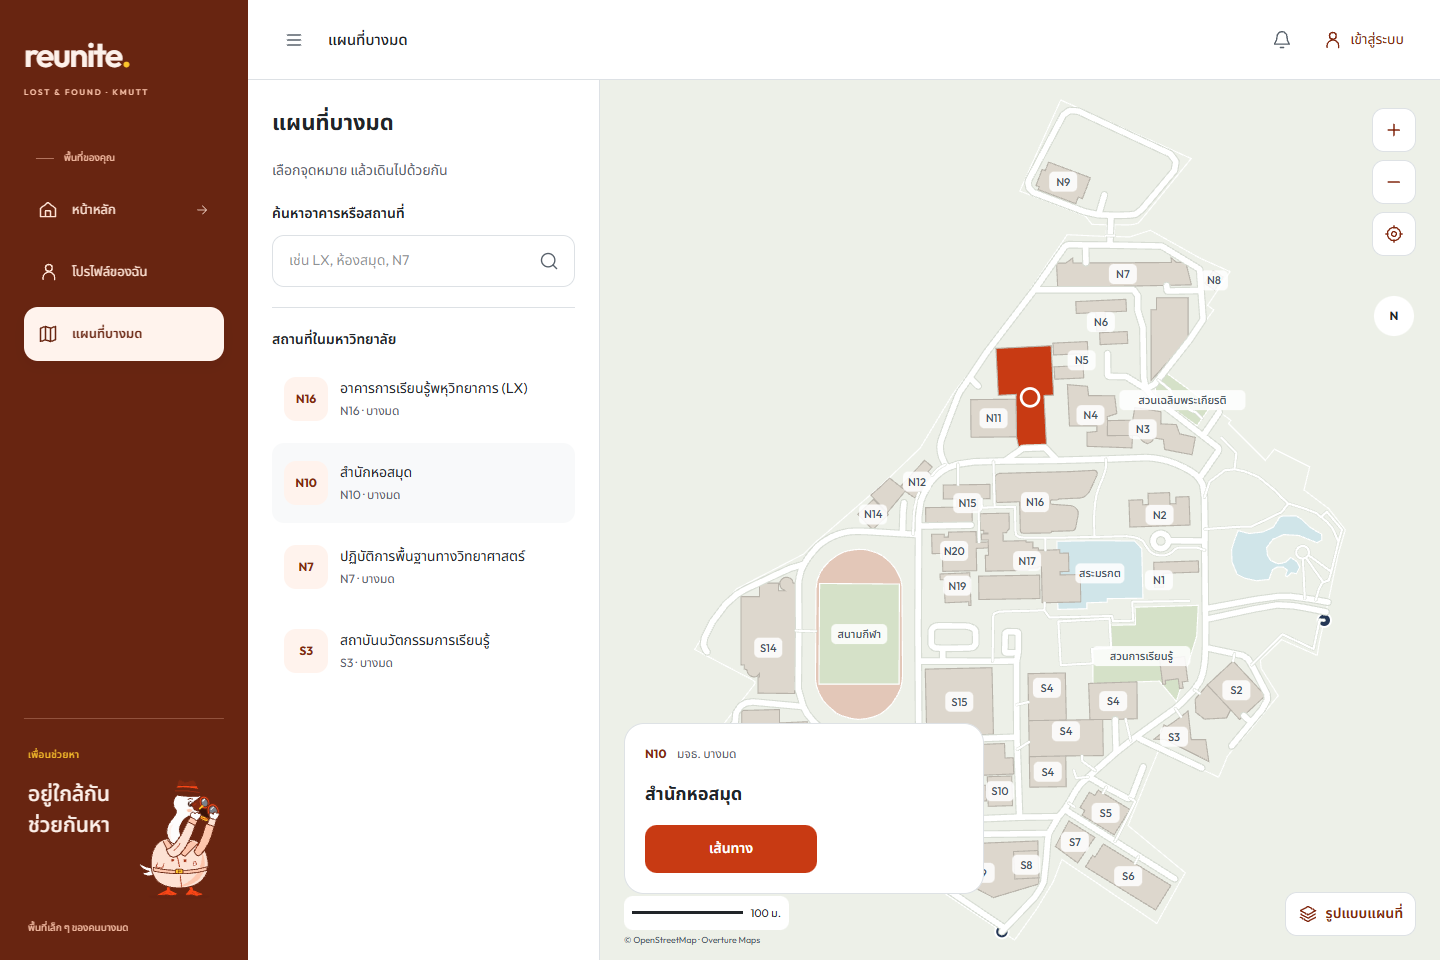 reunite.
LOST & FOUND · KMUTT
พื้นที่ของคุณ
หน้าหลัก
โปรไฟล์ของฉัน
แผนที่บางมด
เพื่อนช่วยหา
อยู่ใกล้กัน
ช่วยกันหา
พื้นที่เล็ก ๆ ของคนบางมด
แผนที่บางมด
เข้าสู่ระบบ
แผนที่บางมด
เลือกจุดหมาย แล้วเดินไปด้วยกัน
ค้นหาอาคารหรือสถานที่
เช่น LX, ห้องสมุด, N7
สถานที่ในมหาวิทยาลัย
N16
อาคารการเรียนรู้พหุวิทยาการ (LX)
N16 · บางมด
N10
สำนักหอสมุด
N10 · บางมด
N7
ปฏิบัติการพื้นฐานทางวิทยาศาสตร์
N7 · บางมด
S3
สถาบันนวัตกรรมการเรียนรู้
S3 · บางมด
N9
N7
N8
N6
N5
สวนเฉลิมพระเกียรติ
N11
N4
N3
N12
N15
N16
N14
N2
N20
N17
สระมรกต
N1
N19
สนามกีฬา
S14
สวนการเรียนรู้
S4
S2
S15
S4
S4
S3
S4
S10
S5
S7
S8
S6
N
N10 มจธ. บางมด
สำนักหอสมุด
เส้นทาง
100 ม.
© OpenStreetMap · Overture Maps
รูปแบบแผนที่